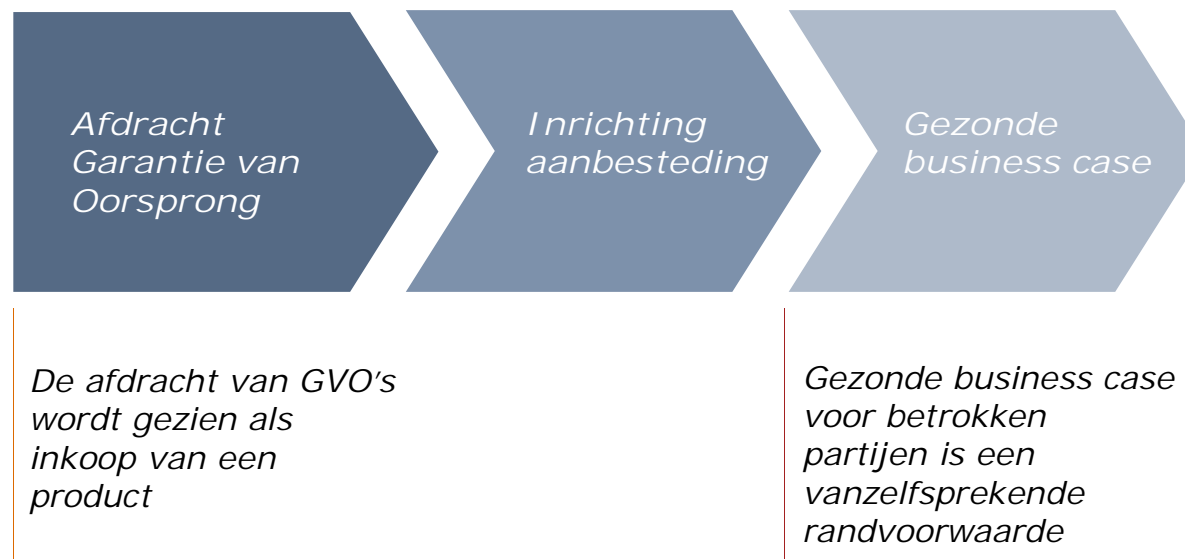 Afdracht
Garantie van
Oorsprong
Inrichting
aanbesteding
Gezonde
business case
De afdracht van GVO's
wordt gezien als
inkoop van een
product
Gezonde business case
voor betrokken
partijen is een
vanzelfsprekende
randvoorwaarde